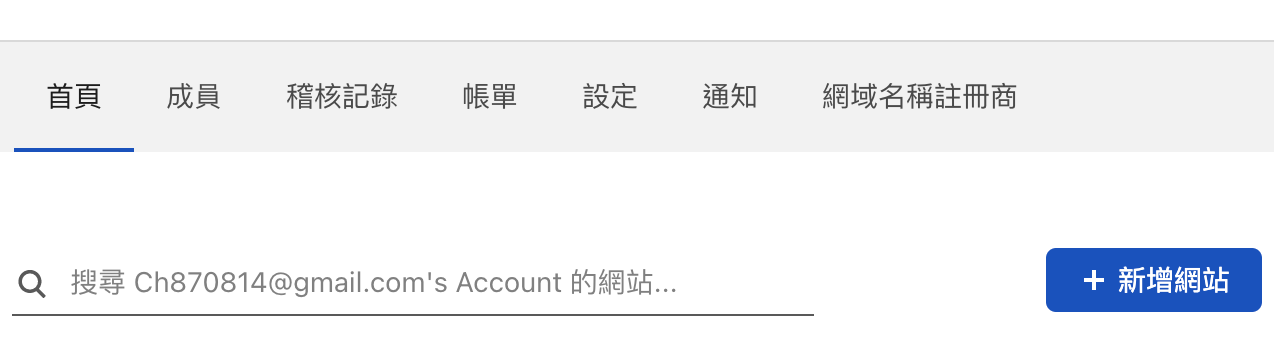 首頁 成員 稽核記錄 帳單 設定 通知 網域名稱註冊商
搜尋 Ch870814@gmail.com's Account 的網站... + 新增網站